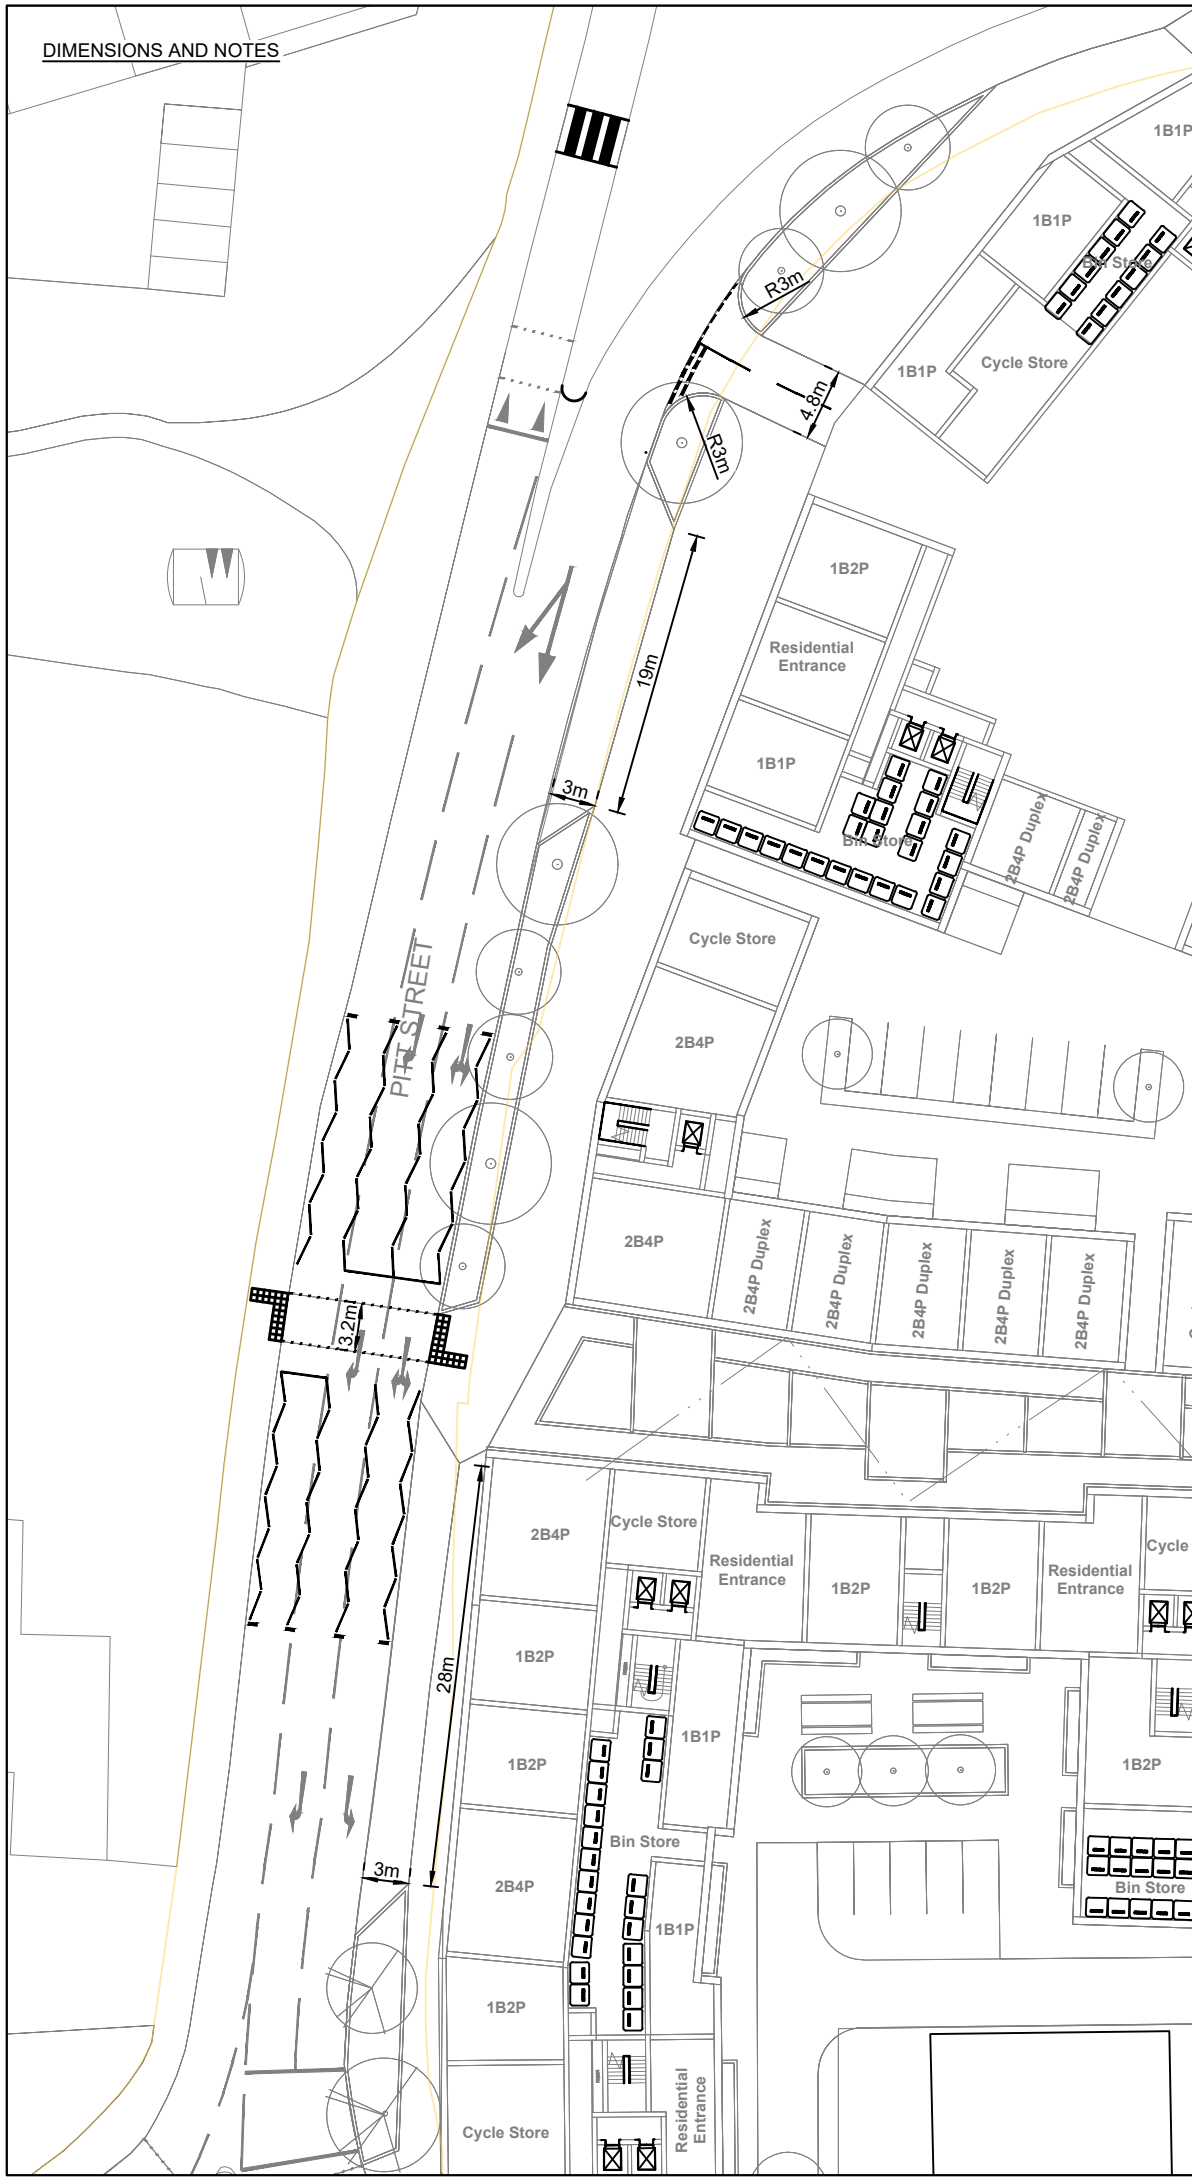 DIMENSIONS AND NOTES
1B1P
1B1P
Bin Store
R3m
Cycle Store
1B1P
4.8m
R3m
1B2P
Residential
Entrance
19m
1B1P
3m
2B4P Duplex
2B4P Duplex
Bin Store
Cycle Store
PITT STREET
2B4P
2B4P
2B4P Duplex
2B4P Duplex
2B4P Duplex
2B4P Duplex
2B4P Duplex
3.2m
2B4P
Cycle Store
Residential
Entrance
1B2P
1B2P
Residential
Entrance
Cycle
28m
1B2P
1B1P
1B2P
1B2P
Bin Store
3m
2B4P
1B1P
Bin Store
1B2P
Residential
Entrance
Cycle Store